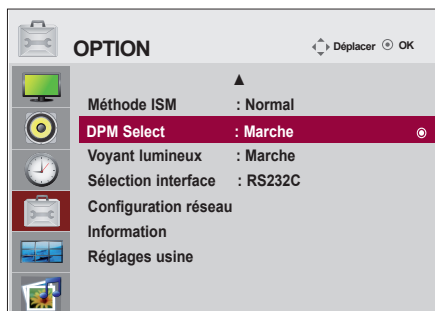 OPTION Déplacer OK
▲
Méthode ISM : Normal
DPM Select : Marche
Voyant lumineux : Marche
Sélection interface : RS232C
Configuration réseau
Information
Réglages usine